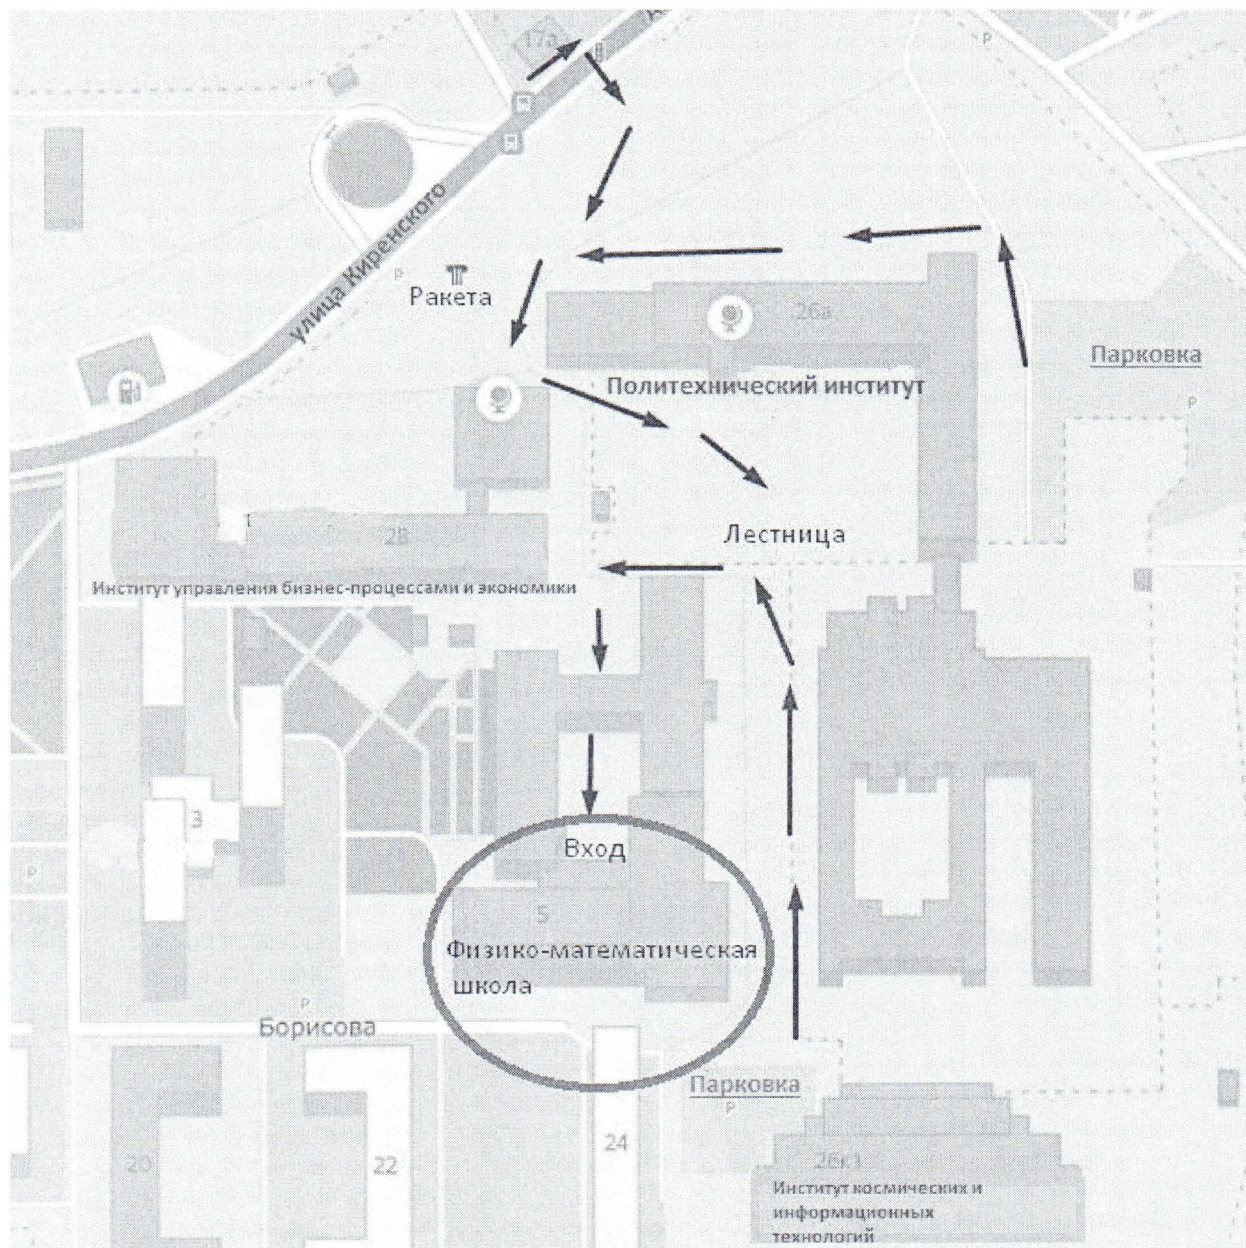 17а
P
улица Киренского
P
Ракета
26а
Парковка
Политехнический институт
P
Лестница
28
Институт управления бизнес-процессами и экономики
3
P
Вход
5
Физико-математическая
школа
P
Борисова
Парковка
P
20
22
24
26к1
Институт космических и
информационных
технологий